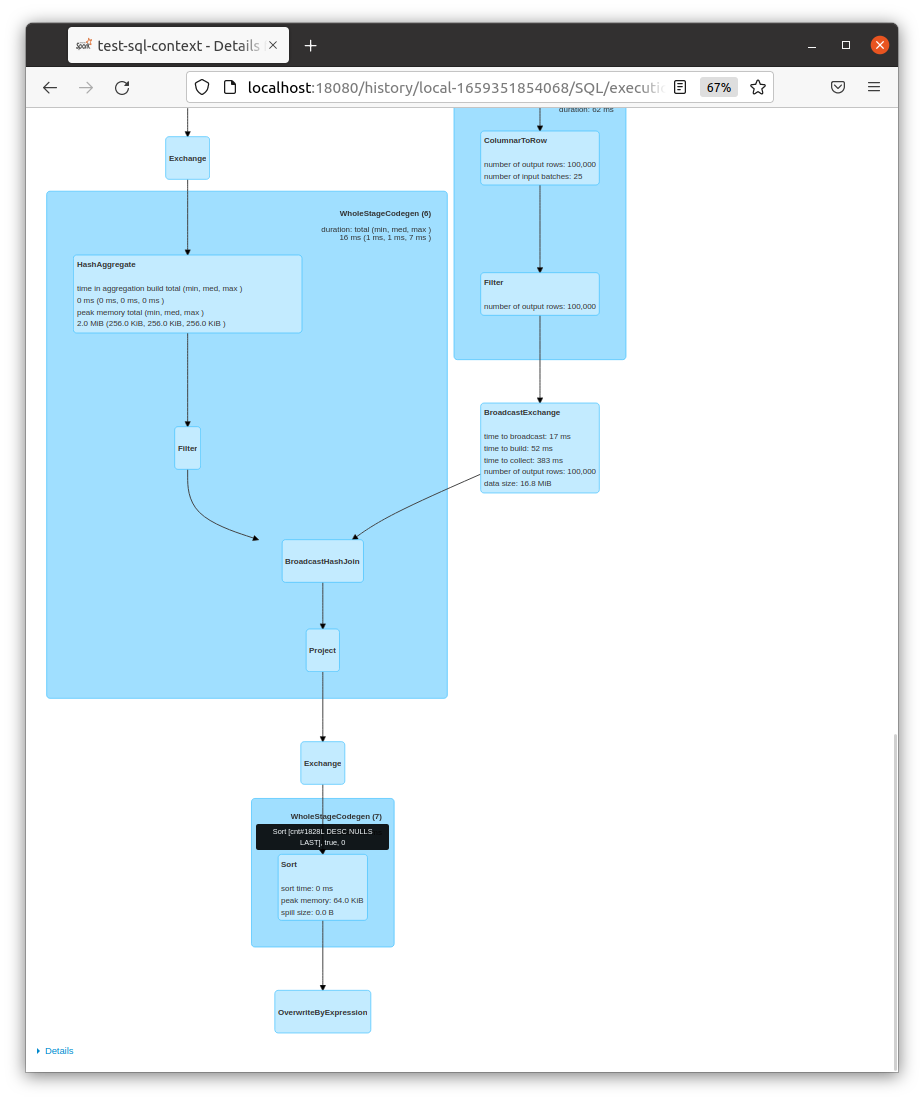 test-sql-context - Details
localhost:18080/history/local-1659351854068/SQL/executi
67%
duration: 62 ms
ColumnarToRow
number of output rows: 100,000
number of input batches: 25
Exchange
WholeStageCodegen (6)
duration: total (min, med, max )
16 ms (1 ms, 1 ms, 7 ms )
HashAggregate
time in aggregation build total (min, med, max )
0 ms (0 ms, 0 ms, 0 ms )
peak memory total (min, med, max )
2.0 MiB (256.0 KiB, 256.0 KiB, 256.0 KiB )
Filter
number of output rows: 100,000
BroadcastExchange
time to broadcast: 17 ms
time to build: 52 ms
time to collect: 383 ms
number of output rows: 100,000
data size: 16.8 MiB
Filter
BroadcastHashJoin
Project
Exchange
WholeStageCodegen (7)
Sort [cnt#1828L DESC NULLS
LAST], true, 0
Sort
sort time: 0 ms
peak memory: 64.0 KiB
spill size: 0.0 B
OverwriteByExpression
Details